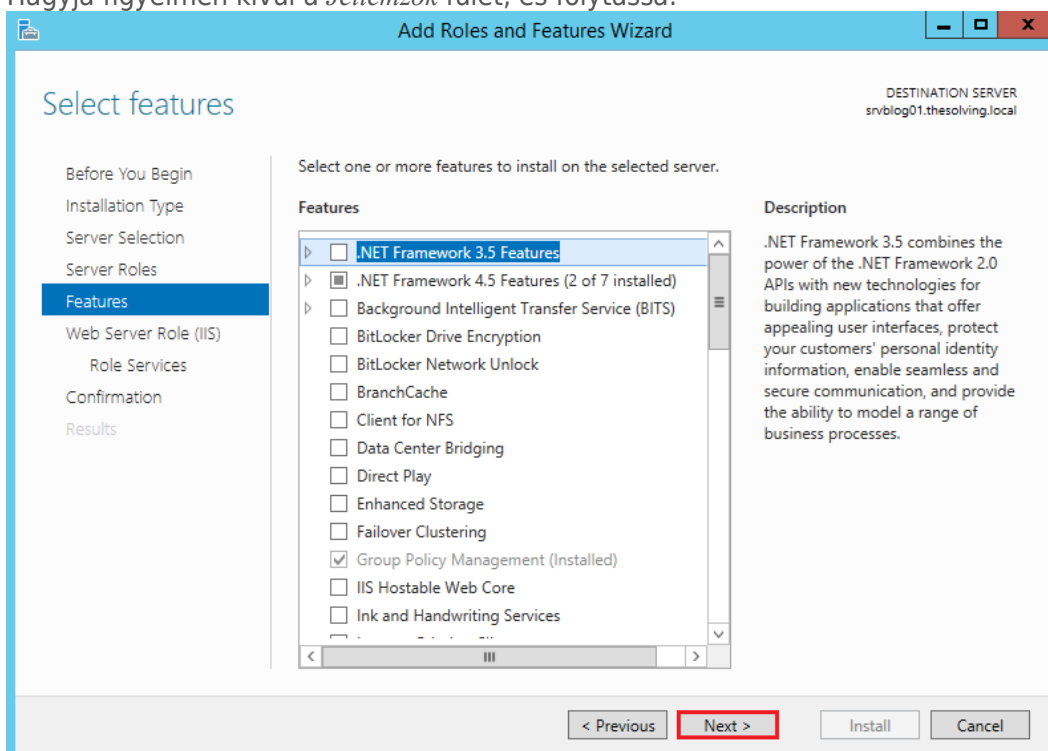 Hagyja figyelmen kívül a Jellemzők fület, és folytassa.
Add Roles and Features Wizard
Select features
DESTINATION SERVER
srvblog01.thesolving.local
Before You Begin
Installation Type
Server Selection
Server Roles
Features
Web Server Role (IIS)
Role Services
Confirmation
Results
Select one or more features to install on the selected server.
Features
.NET Framework 3.5 Features
.NET Framework 4.5 Features (2 of 7 installed)
Background Intelligent Transfer Service (BITS)
BitLocker Drive Encryption
BitLocker Network Unlock
BranchCache
Client for NFS
Data Center Bridging
Direct Play
Enhanced Storage
Failover Clustering
Group Policy Management (Installed)
IIS Hostable Web Core
Ink and Handwriting Services
Description
.NET Framework 3.5 combines the
power of the .NET Framework 2.0
APIs with new technologies for
building applications that offer
appealing user interfaces, protect
your customers' personal identity
information, enable seamless and
secure communication, and provide
the ability to model a range of
business processes.
< Previous
Next >
Install
Cancel